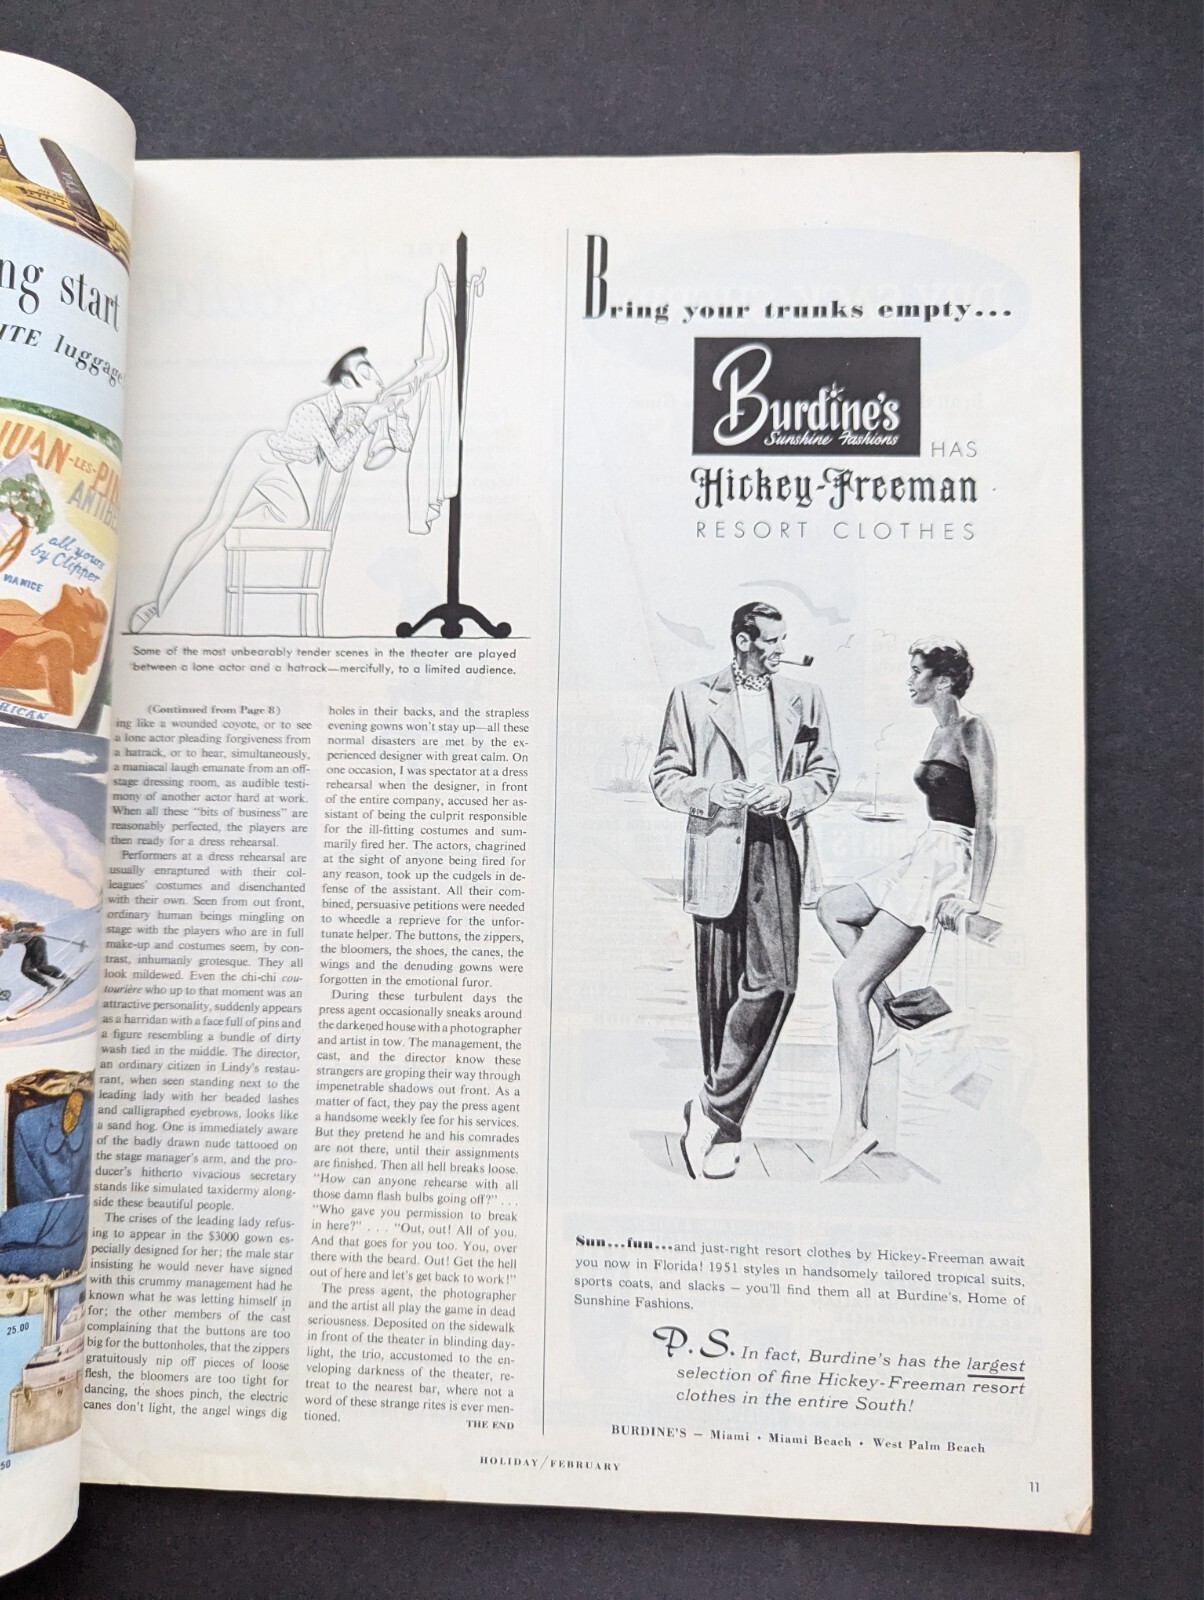 ng start
ITE luggage
JUAN-LES-PIN
ANTIBES
all yours
by Clipper
25.00
50
Some of the most unbearably tender scenes in the theater are played
between a lone actor and a hatrack—mercifully, to a limited audience.
(Continued from Page 8)
ing like a wounded coyote, or to see
a lone actor pleading forgiveness from
a hatrack, or to hear, simultaneously,
a maniacal laugh emanate from an off-
stage dressing room, as audible testi-
mony of another actor hard at work.
When all these "bits of business" are
reasonably perfected, the players are
then ready for a dress rehearsal.
Performers at a dress rehearsal are
usually enraptured with their col-
leagues' costumes and disenchanted
with their own. Seen from out front,
ordinary human beings mingling on
stage with the players who are in full
make-up and costumes seem, by con-
trast, inhumanly grotesque. They all
look mildewed. Even the chi-chi cou-
tourière who up to that moment was an
attractive personality, suddenly appears
as a harridan with a face full of pins and
a figure resembling a bundle of dirty
wash tied in the middle. The director,
an ordinary citizen in Lindy's restau-
rant, when seen standing next to the
leading lady with her beaded lashes
and calligraphed eyebrows, looks like
a sand hog. One is immediately aware
of the badly drawn nude tattooed on
the stage manager's arm, and the pro-
ducer's hitherto vivacious secretary
stands like simulated taxidermy along-
side these beautiful people.
The crises of the leading lady refus-
ing to appear in the $3000 gown es-
pecially designed for her; the male star
insisting he would never have signed
with this crummy management had he
known what he was letting himself in
for; the other members of the cast
complaining that the buttons are too
big for the buttonholes, that the zippers
gratuitously nip off pieces of loose
flesh, the bloomers are too tight for
dancing, the shoes pinch, the electric
canes don't light, the angel wings dig
holes in their backs, and the strapless
evening gowns won't stay up—all these
normal disasters are met by the ex-
perienced designer with great calm. On
one occasion, I was spectator at a dress
rehearsal when the designer, in front
of the entire company, accused her as-
sistant of being the culprit responsible
for the ill-fitting costumes and sum-
marily fired her. The actors, chagrined
at the sight of anyone being fired for
any reason, took up the cudgels in de-
fense of the assistant. All their com-
bined, persuasive petitions were needed
to wheedle a reprieve for the unfor-
tunate helper. The buttons, the zippers,
the bloomers, the shoes, the canes, the
wings and the denuding gowns were
forgotten in the emotional furor.
During these turbulent days the
press agent occasionally sneaks around
the darkened house with a photographer
and artist in tow. The management, the
cast, and the director know these
strangers are groping their way through
impenetrable shadows out front. As a
matter of fact, they pay the press agent
a handsome weekly fee for his services.
But they pretend he and his comrades
are not there, until their assignments
are finished. Then all hell breaks loose.
"How can anyone rehearse with all
those damn flash bulbs going off?" . . .
"Who gave you permission to break
in here?" . . . "Out, out! All of you.
And that goes for you too. You, over
there with the beard. Out! Get the hell
out of here and let's get back to work!"
The press agent, the photographer
and the artist all play the game in dead
seriousness. Deposited on the sidewalk
in front of the theater in blinding day-
light, the trio, accustomed to the en-
veloping darkness of the theater, re-
treat to the nearest bar, where not a
word of these strange rites is ever men-
tioned.
THE END
Bring your trunks empty...
Burdine's
Sunshine Fashions
HAS
Hickey-Freeman
RESORT CLOTHES
Sun...fun...and just-right resort clothes by Hickey-Freeman await
you now in Florida! 1951 styles in handsomely tailored tropical suits,
sports coats, and slacks – you'll find them all at Burdine's, Home of
Sunshine Fashions.
P.S. In fact, Burdine's has the largest
selection of fine Hickey-Freeman resort
clothes in the entire South!
BURDINE'S – Miami • Miami Beach • West Palm Beach
HOLIDAY/FEBRUARY
11